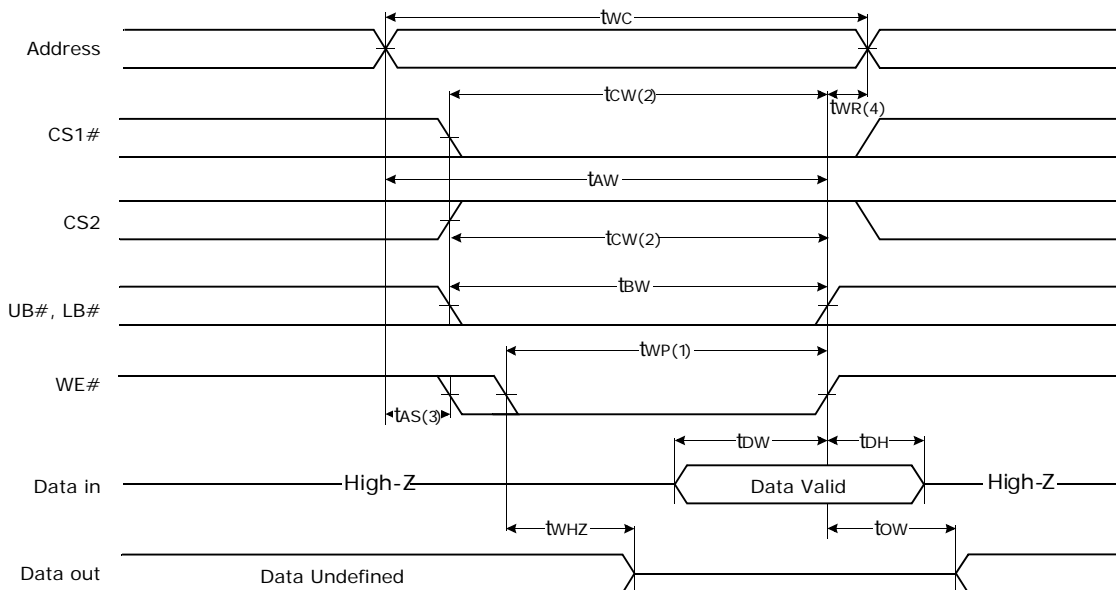 tWC
Address
tCW(2)
tWR(4)
CS1#
tAW
CS2
tCW(2)
tBW
UB#, LB#
tWP(1)
WE#
tAS(3)
tDW
tDH
Data in
High-Z
Data Valid
High-Z
tWHZ
tOW
Data out
Data Undefined